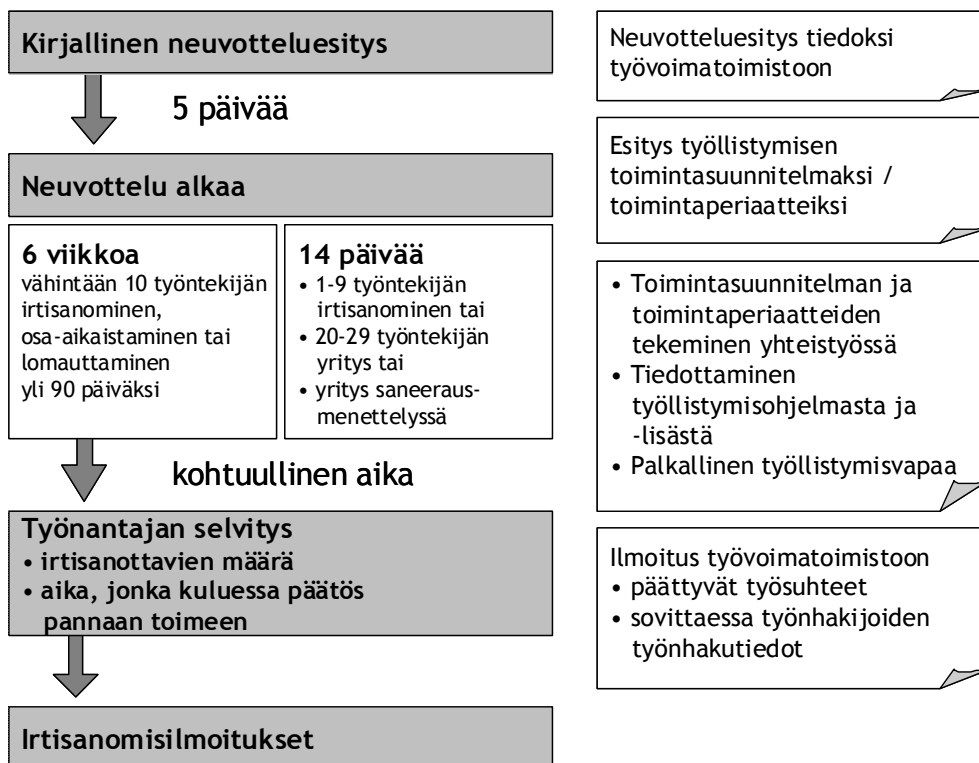 Kirjallinen neuvotteluesitys
5 päivää
Neuvottelu alkaa
6 viikkoa
vähintään 10 työntekijän
irtisanominen,
osa-aikaistaminen tai
lomauttaminen
yli 90 päiväksi
14 päivää
• 1-9 työntekijän
irtisanominen tai
• 20-29 työntekijän
yritys tai
• yritys saneeraus-
menettelyssä
kohtuullinen aika
Työnantajan selvitys
• irtisanottavien määrä
• aika, jonka kuluessa päätös
pannaan toimeen
Irtisanomisilmoitukset
Neuvotteluesitys tiedoksi
työvoimatoimistoon
Esitys työllistymisen
toimintasuunnitelmaksi /
toimintaperiaatteiksi
• Toimintasuunnitelman ja
toimintaperiaatteiden
tekeminen yhteistyössä
• Tiedottaminen
työllistymisohjelmasta ja
-lisästä
• Palkallinen työllistymisvapaa
Ilmoitus työvoimatoimistoon
• päättyvät työsuhteet
• sovittaessa työnhakijoiden
työnhakutiedot